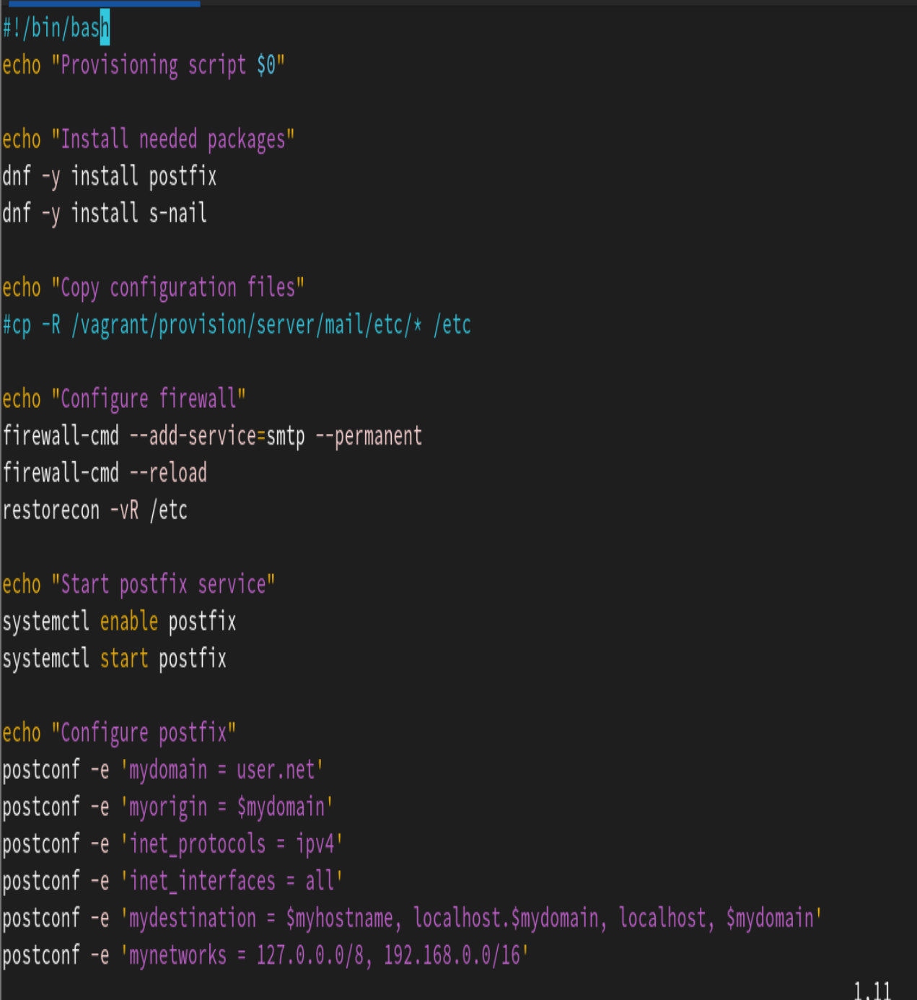 #!/bin/bash
echo "Provisioning script $0"
echo "Install needed packages"
dnf -y install postfix
dnf -y install s-nail
echo "Copy configuration files"
#cp -R /vagrant/provision/server/mail/etc/* /etc
echo "Configure firewall"
firewall-cmd --add-service=smtp --permanent
firewall-cmd --reload
restorecon -vR /etc
echo "Start postfix service"
systemctl enable postfix
systemctl start postfix
echo "Configure postfix"
postconf -e 'mydomain = user.net'
postconf -e 'myorigin = $mydomain'
postconf -e 'inet_protocols = ipv4'
postconf -e 'inet_interfaces = all'
postconf -e 'mydestination = $myhostname, localhost.$mydomain, localhost, $mydomain'
postconf -e 'mynetworks = 127.0.0.0/8, 192.168.0.0/16'
1,11